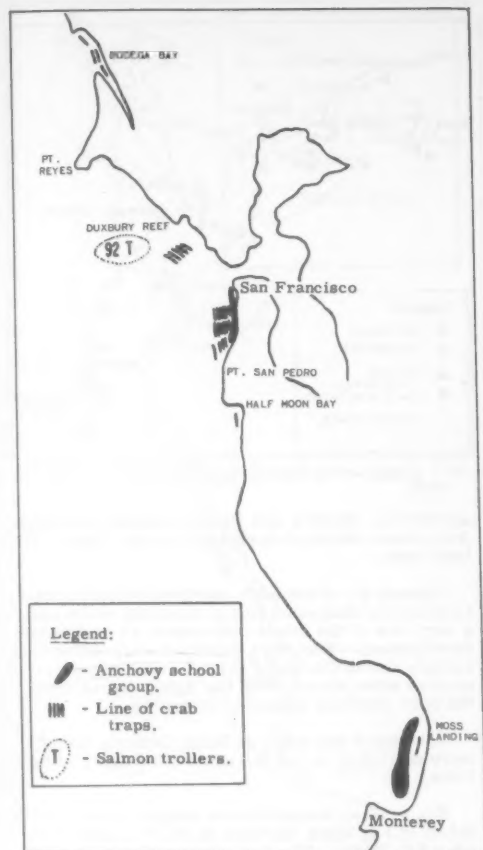 BODEGA BAY
PT.
REYES
DUXBURY REEF
92 T
San Francisco
PT. SAN PEDRO
HALF MOON BAY
Legend:
- Anchovy school
group.
- Line of crab
traps.
T - Salmon trollers.
MOSS
LANDING
Monterey